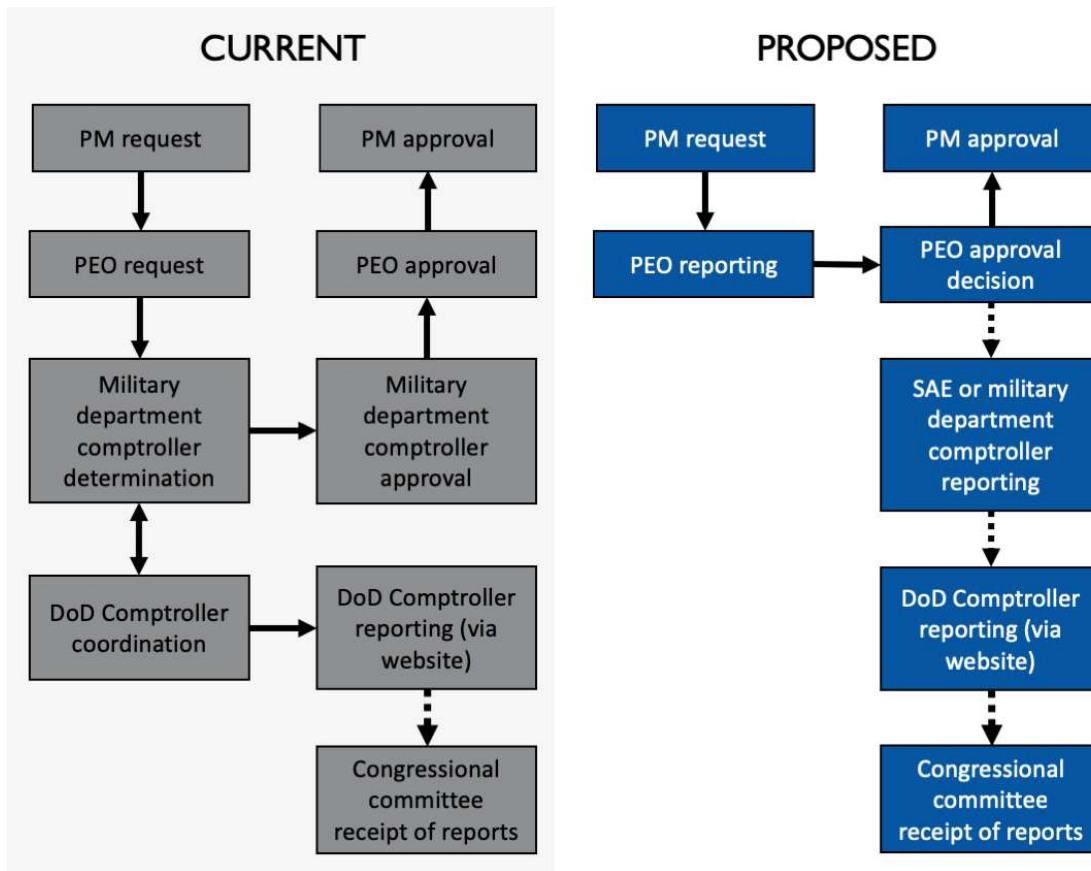 CURRENT
PM request
PM approval
PEO request
PEO approval
Military
department
comptroller
determination
Military
department
comptroller
approval
DoD Comptroller
coordination
DoD Comptroller
reporting (via
website)
Congressional
committee
receipt of reports
PROPOSED
PM request
PM approval
PEO reporting
PEO approval
decision
SAE or military
department
comptroller
reporting
DoD Comptroller
reporting (via
website)
Congressional
committee
receipt of reports